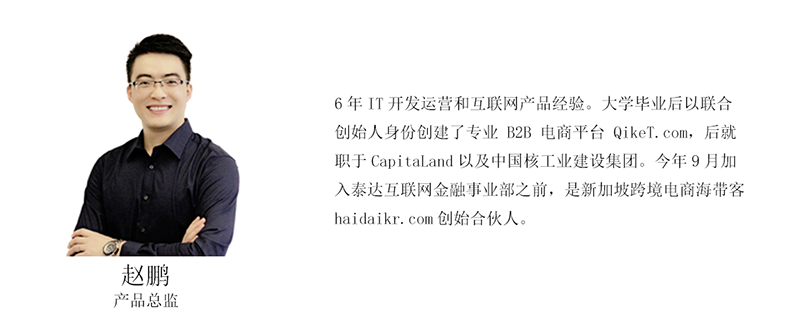 6 年 IT 开发运营和互联网产品经验。大学毕业后以联合
创始人身份创建了专业 B2B 电商平台 QikeT.com，后就
职于 CapitaLand 以及中国核工业建设集团。今年 9 月加
入泰达互联网金融事业部之前，是新加坡跨境电商海带客
haidaikr.com 创始合伙人。
赵鹏
产品总监